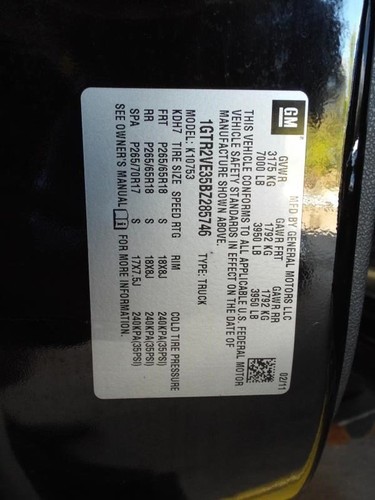 GM
MFD BY GENERAL MOTORS LLC
02/11
GVWR GAWR FRT GAWR RR
3175 KG 1792 KG 1792 KG
7000 LB 3950 LB 3950 LB
THIS VEHICLE CONFORMS TO ALL APPLICABLE U.S. FEDERAL MOTOR
VEHICLE SAFETY STANDARDS IN EFFECT ON THE DATE OF
MANUFACTURE SHOWN ABOVE.
1GTR2VE35BZ285746 TYPE: TRUCK
MODEL: K10753
KDH7 TIRE SIZE SPEED RTG RIM COLD TIRE PRESSURE
FRT P265/65R18 S 18X8J 240KPA(35PSI)
RR P265/65R18 S 18X8J 240KPA(35PSI)
SPA P265/70R17 S 17X7.5J 240KPA(35PSI)
SEE OWNER'S MANUAL FOR MORE INFORMATION.